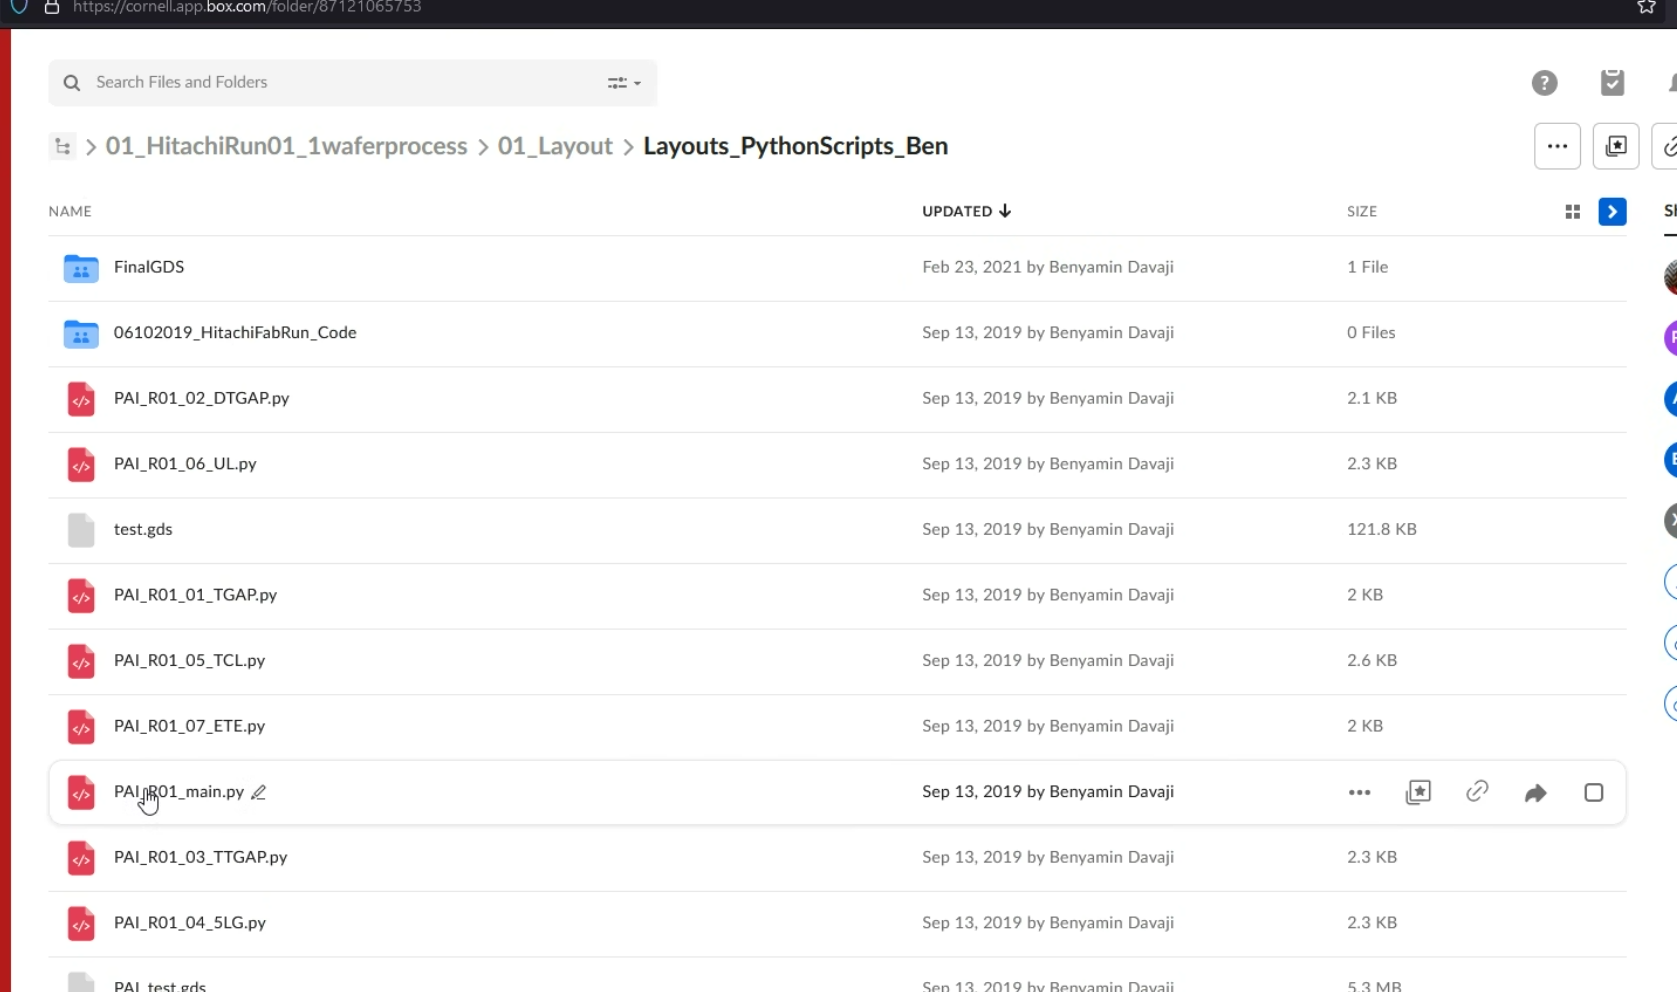 https://cornell.app.box.com/folder/87121065753
Search Files and Folders
01_HitachiRun01_1waferprocess > 01_Layout > Layouts_PythonScripts_Ben
NAME UPDATED SIZE
FinalGDS Feb 23, 2021 by Benyamin Davaji 1 File
06102019_HitachiFabRun_Code Sep 13, 2019 by Benyamin Davaji 0 Files
PAI_R01_02_DTGAP.py Sep 13, 2019 by Benyamin Davaji 2.1 KB
PAI_R01_06_UL.py Sep 13, 2019 by Benyamin Davaji 2.3 KB
test.gds Sep 13, 2019 by Benyamin Davaji 121.8 KB
PAI_R01_01_TGAP.py Sep 13, 2019 by Benyamin Davaji 2 KB
PAI_R01_05_TCL.py Sep 13, 2019 by Benyamin Davaji 2.6 KB
PAI_R01_07_ETE.py Sep 13, 2019 by Benyamin Davaji 2 KB
PAI_R01_main.py Sep 13, 2019 by Benyamin Davaji
PAI_R01_03_TTGAP.py Sep 13, 2019 by Benyamin Davaji 2.3 KB
PAI_R01_04_5LG.py Sep 13, 2019 by Benyamin Davaji 2.3 KB
PAI_test.gds Sep 13, 2019 by Benyamin Davaji 5.3 MB